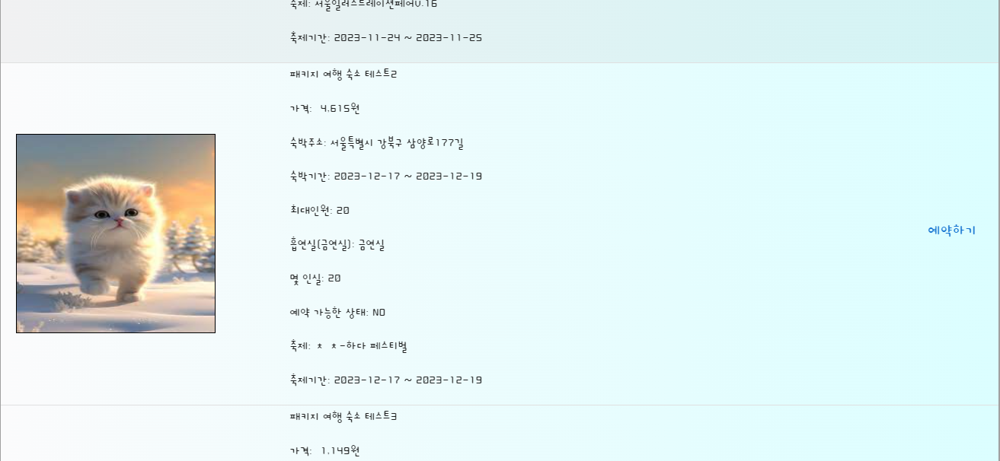 축제: 서울일러스트레이션페어V.16
축제기간: 2023-11-24 ~ 2023-11-25
패키지 여행 숙소 테스트2
가격: 4,615원
숙박주소: 서울특별시 강북구 삼양로177길
숙박기간: 2023-12-17 ~ 2023-12-19
최대인원: 20
흡연실(금연실): 금연실
몇 인실: 20
예약 가능한 상태: NO
축제: ㅊ ㅊ-하다 페스티벌
축제기간: 2023-12-17 ~ 2023-12-19
예약하기
패키지 여행 숙소 테스트3
가격: 1,149원